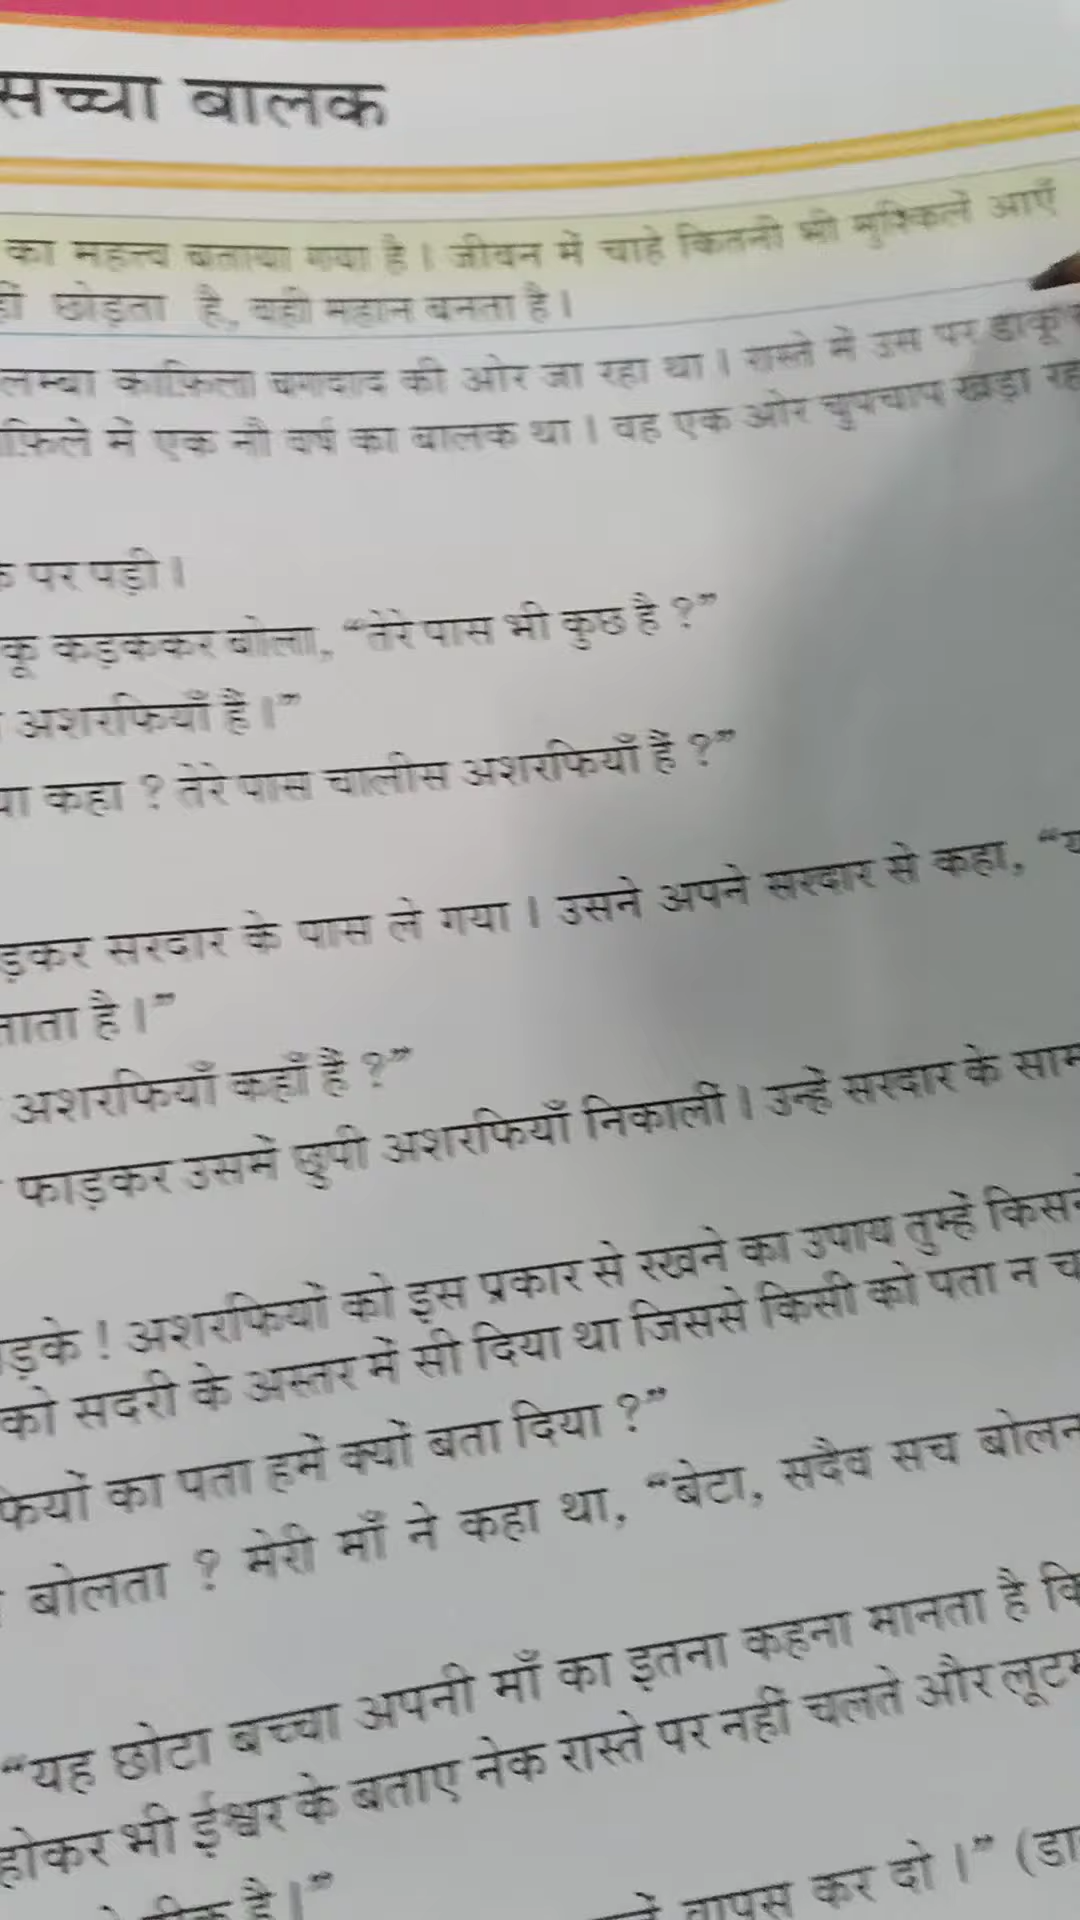 सच्चा बालक
का महत्त्व बताया गया है । जीवन में चाहे कितनी भी मुश्किलें आएँ
छोड़ता है, वही महान बनता है ।
लम्बा काफ़िला बगदाद की ओर जा रहा था । रास्ते में उस पर डाकू
में एक नौ वर्ष का बालक था । वह एक ओर चुपचाप खड़ा
पर पड़ी ।
कड़ककर बोला, “तेरे पास भी कुछ है ?”
अशरफियाँ हैं ।”
कहा ? तेरे पास चालीस अशरफियाँ हैं ?”
सरदार के पास ले गया । उसने अपने सरदार से कहा, “
है ।”
अशरफियाँ कहाँ हैं ?”
फाड़कर उसमें छुपी अशरफियाँ निकालीं । उन्हें सरदार के
! अशरफियों को इस प्रकार से रखने का उपाय तुम्हें
को सदरी के अस्तर में सी दिया था जिससे किसी को पता न
का पता हमें क्यों बता दिया ?”
बोलता ? मेरी माँ ने कहा था, “बेटा, सदैव सच
“यह छोटा बच्चा अपनी माँ का इतना कहना मानता है
होकर भी ईश्वर के बताए नेक रास्ते पर नहीं चलते और
है ।”
वापस कर दो ।” (